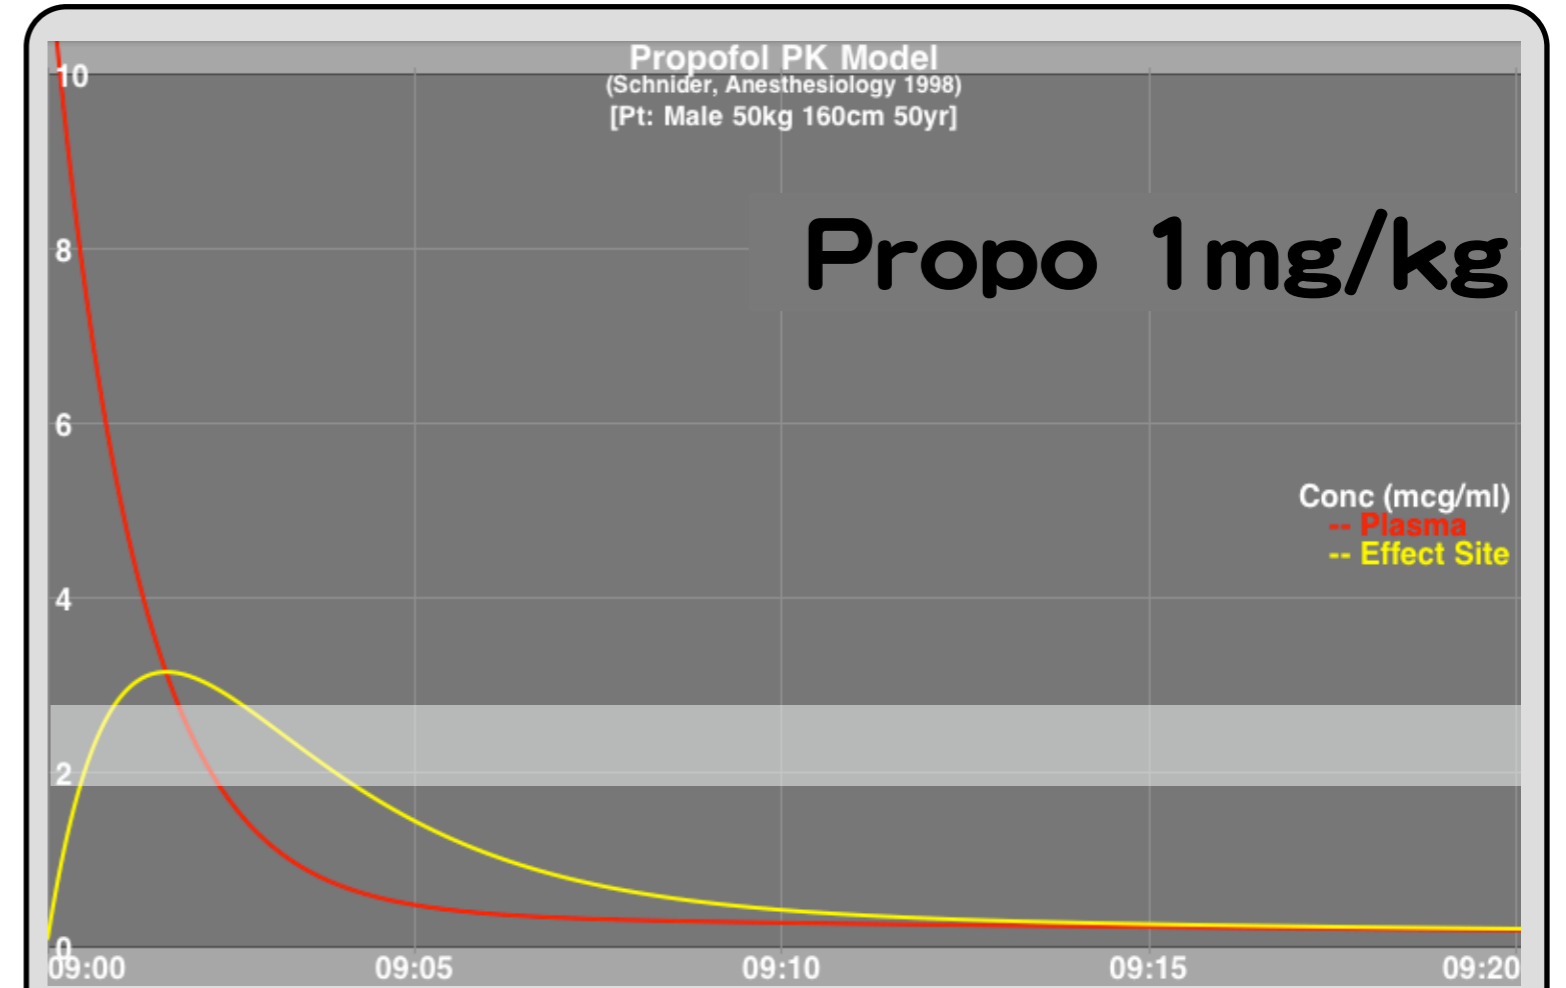 Propofol PK Model
10
(Schnider, Anesthesiology 1998)
[Pt: Male 50kg 160cm 50yr]
Propo 1mg/kg
8
6
Conc (mcg/ml)
-- Plasma
-- Effect Site
4
2
0
09:00 09:05 09:10 09:15 09:20